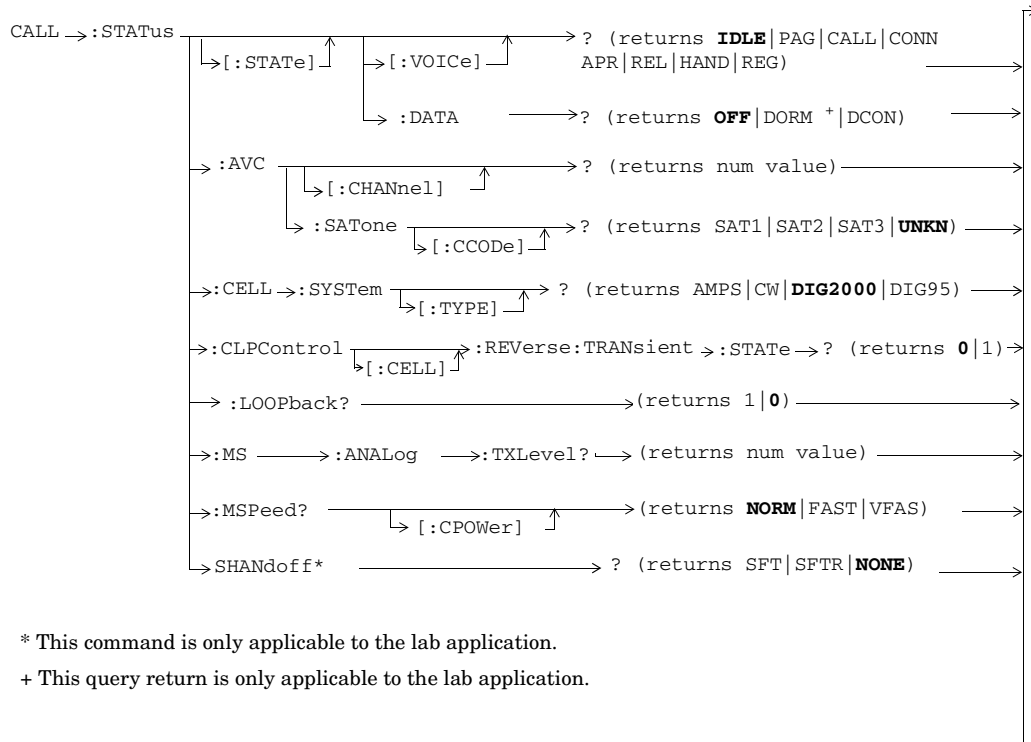 CALL :STATus ? (returns IDLE|PAG|CALL|CONN
[:STATe] [:VOICe] APR|REL|HAND|REG)
:DATA ? (returns OFF|DORM +|DCON)
:AVC ? (returns num value)
[:CHANnel]
:SATone ? (returns SAT1|SAT2|SAT3|UNKN)
[:CCODe]
:CELL :SYSTem ? (returns AMPS|CW|DIG2000|DIG95)
[:TYPE]
:CLPControl :REVerse:TRANsient :STATe ? (returns 0|1)
[:CELL]
:LOOPback? (returns 1|0)
:MS :ANALog :TXLevel? (returns num value)
:MSPeed? (returns NORM|FAST|VFAS)
[:CPOWer]
SHANdoff* ? (returns SFT|SFTR|NONE)
* This command is only applicable to the lab application.
+ This query return is only applicable to the lab application.